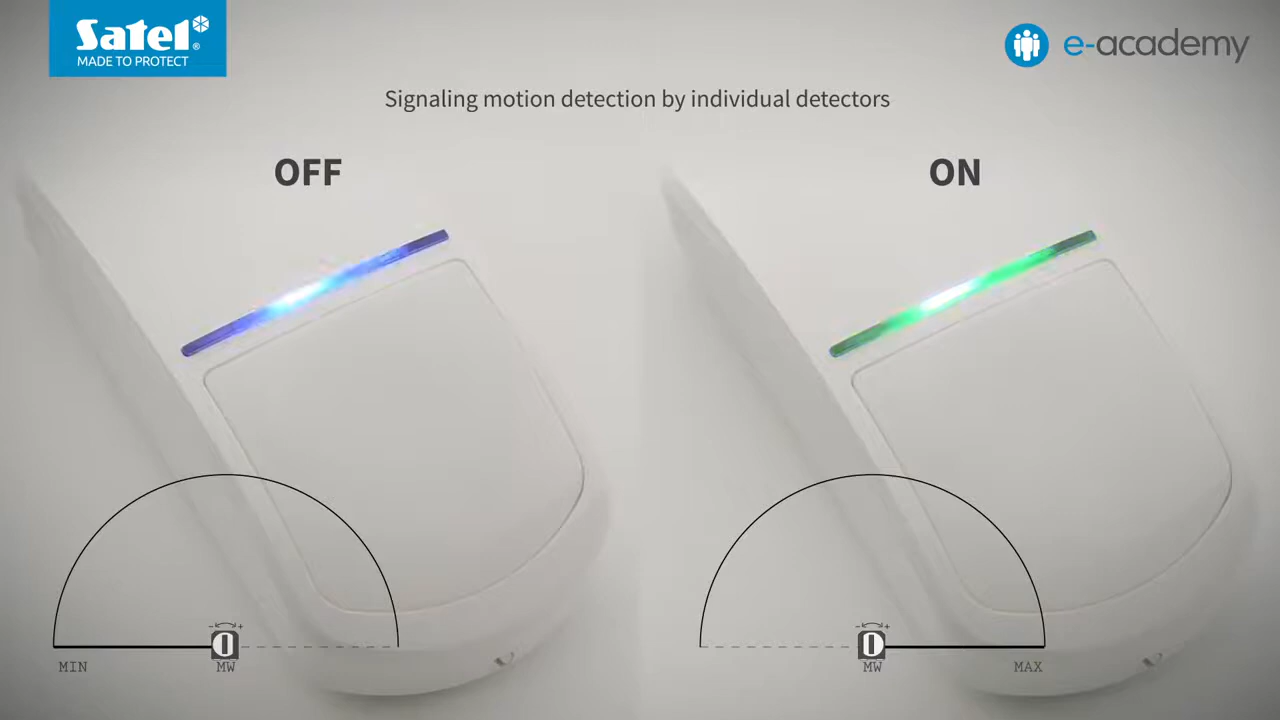 Satel®
MADE TO PROTECT
e-academy
Signaling motion detection by individual detectors
OFF
ON
- +
MIN
MW
- +
MW
MAX